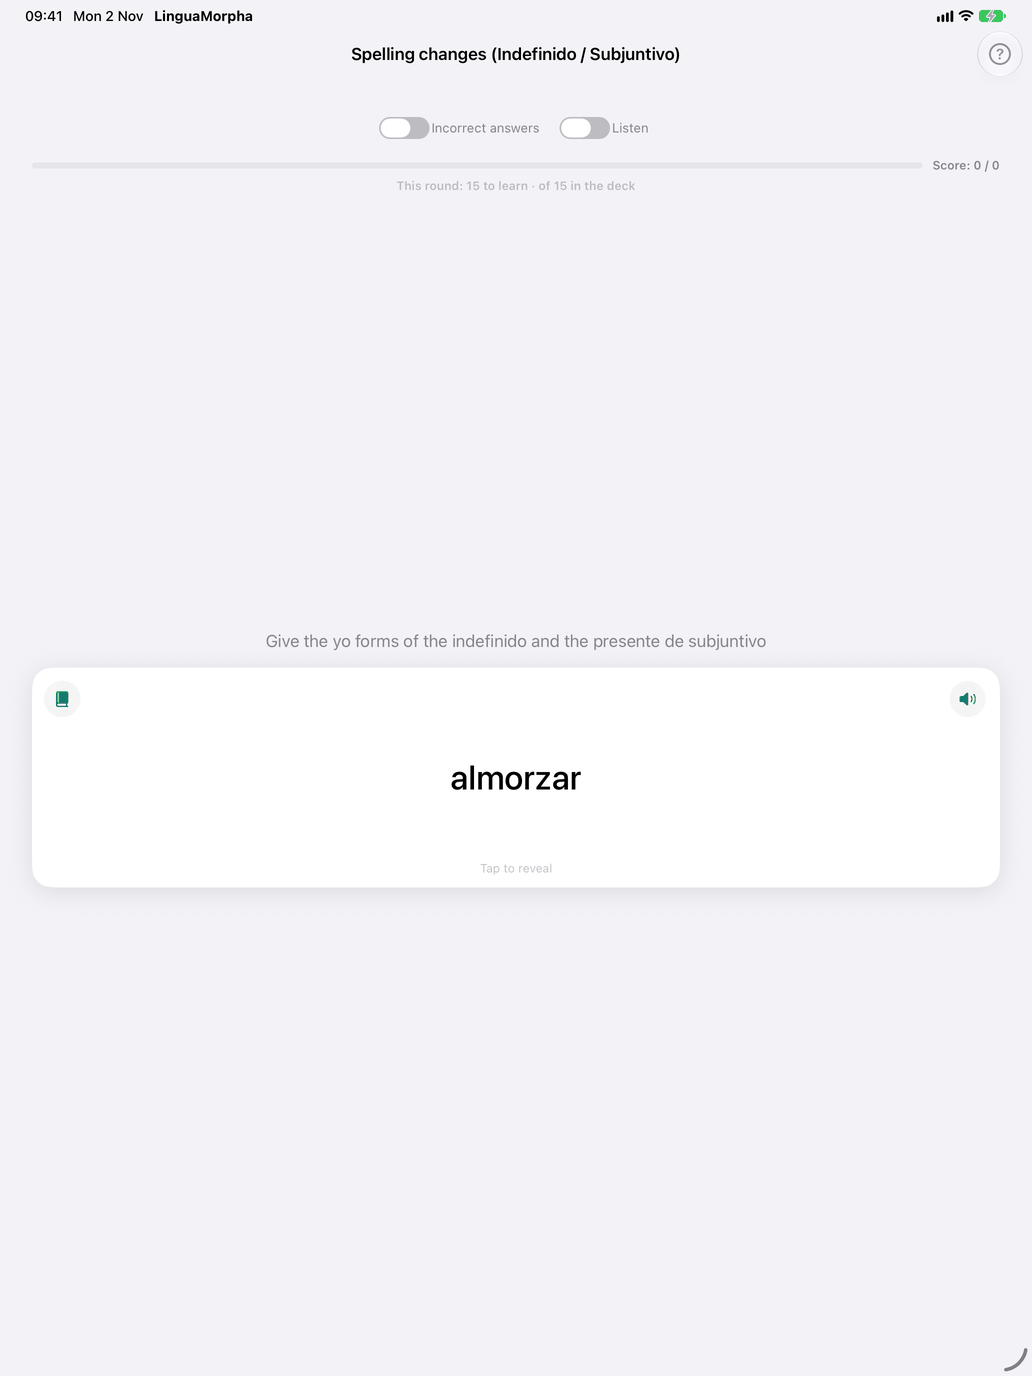 09:41 Mon 2 Nov LinguaMorpha
Spelling changes (Indefinido / Subjuntivo)
Incorrect answers Listen
Score: 0 / 0
This round: 15 to learn · of 15 in the deck
Give the yo forms of the indefinido and the presente de subjuntivo
almorzar
Tap to reveal